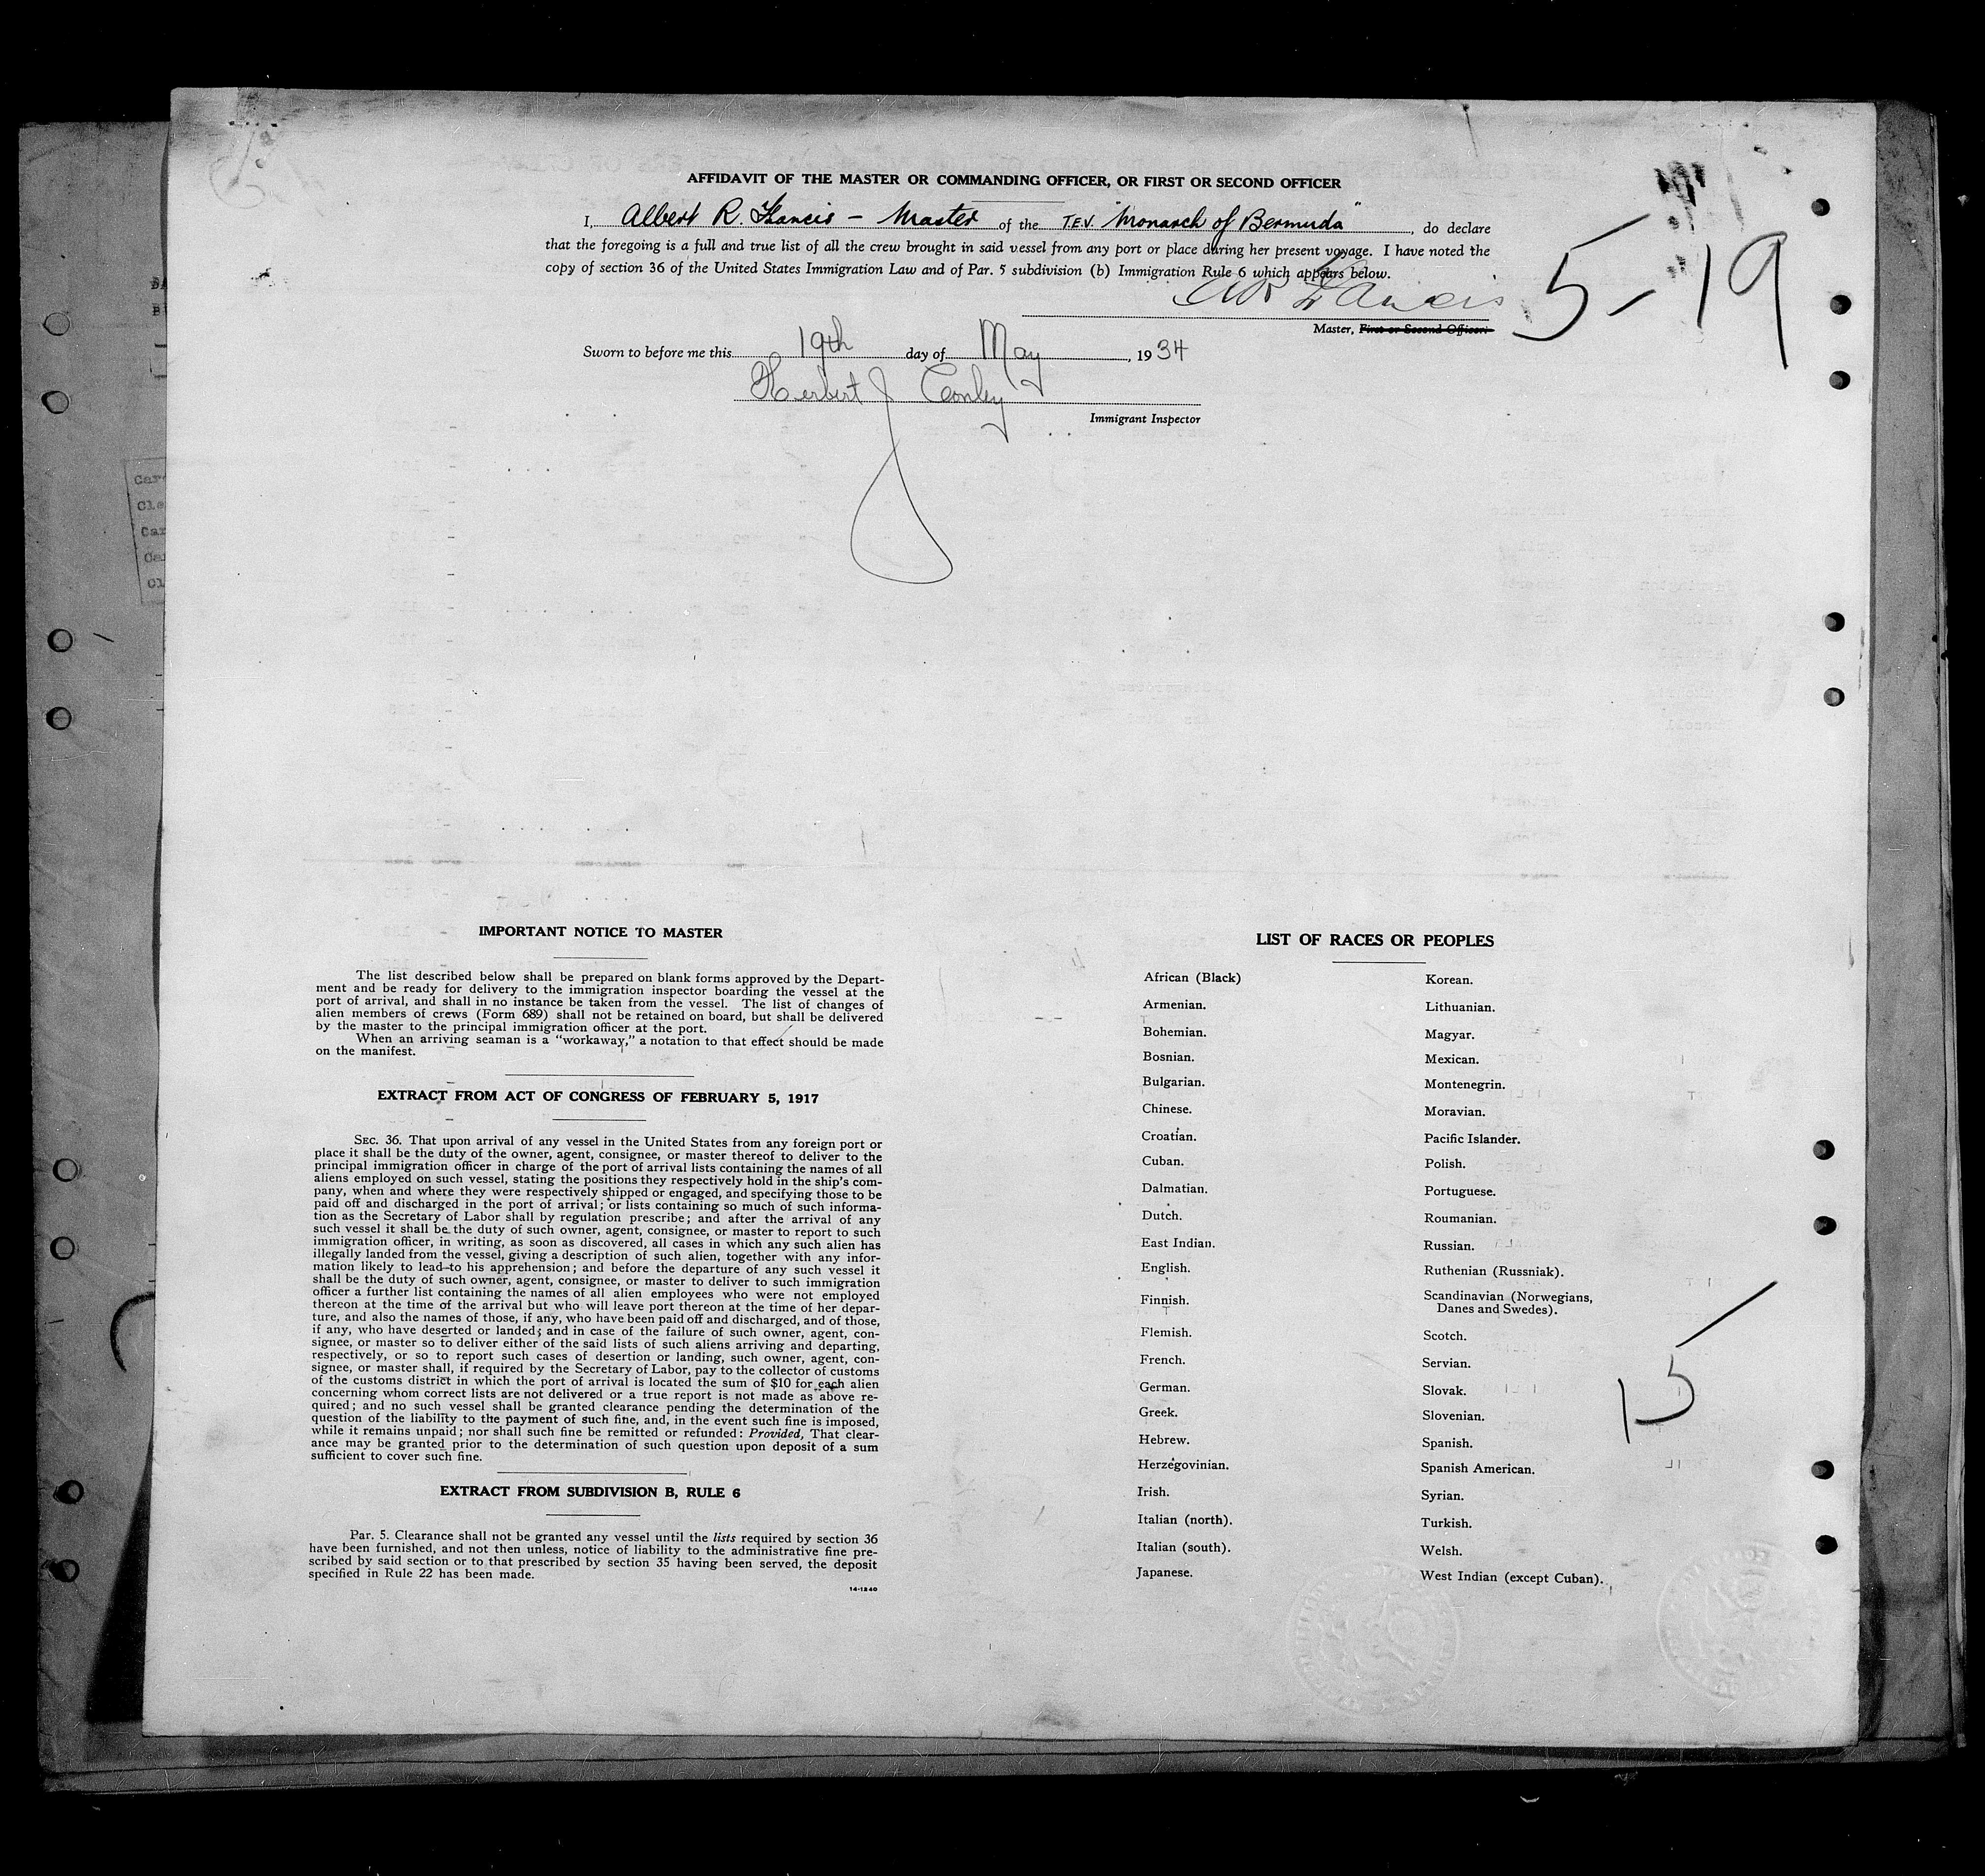 AFFIDAVIT OF THE MASTER OR COMMANDING OFFICER, OR FIRST OR SECOND OFFICER
I, Albert R. Francis - Master of the T.E.V. "Monarch of Bermuda", do declare
that the foregoing is a full and true list of all the crew brought in said vessel from any port or place during her present voyage. I have noted the
copy of section 36 of the United States Immigration Law and of Par. 5 subdivision (b) Immigration Rule 6 which appears below.
AR Francis
5-19
Master, First or Second Officer.
Sworn to before me this 19th day of May, 1934
Herbert J Conley
Immigrant Inspector
Car
Cle
Car
Car
Cl
IMPORTANT NOTICE TO MASTER
The list described below shall be prepared on blank forms approved by the Depart-
ment and be ready for delivery to the immigration inspector boarding the vessel at the
port of arrival, and shall in no instance be taken from the vessel. The list of changes of
alien members of crews (Form 689) shall not be retained on board, but shall be delivered
by the master to the principal immigration officer at the port.
When an arriving seaman is a "workaway," a notation to that effect should be made
on the manifest.
EXTRACT FROM ACT OF CONGRESS OF FEBRUARY 5, 1917
SEC. 36. That upon arrival of any vessel in the United States from any foreign port or
place it shall be the duty of the owner, agent, consignee, or master thereof to deliver to the
principal immigration officer in charge of the port of arrival lists containing the names of all
aliens employed on such vessel, stating the positions they respectively hold in the ship's com-
pany, when and where they were respectively shipped or engaged, and specifying those to be
paid off and discharged in the port of arrival; or lists containing so much of such informa-
tion as the Secretary of Labor shall by regulation prescribe; and after the arrival of any
such vessel it shall be the duty of such owner, agent, consignee, or master to report to such
immigration officer, in writing, as soon as discovered, all cases in which any such alien has
illegally landed from the vessel, giving a description of such alien, together with any infor-
mation likely to lead to his apprehension; and before the departure of any such vessel it
shall be the duty of such owner, agent, consignee, or master to deliver to such immigration
officer a further list containing the names of all alien employees who were not employed
thereon at the time of the arrival but who will leave port thereon at the time of her depar-
ture, and also the names of those, if any, who have been paid off and discharged, and of those,
if any, who have deserted or landed; and in case of the failure of such owner, agent, con-
signee, or master so to deliver either of the said lists of such aliens arriving and departing,
respectively, or so to report such cases of desertion or landing, such owner, agent, con-
signee, or master shall, if required by the Secretary of Labor, pay to the collector of customs
of the customs district in which the port of arrival is located the sum of $10 for each alien
concerning whom correct lists are not delivered or a true report is not made as above re-
quired; and no such vessel shall be granted clearance pending the determination of the
question of the liability to the payment of such fine, and, in the event such fine is imposed,
while it remains unpaid; nor shall such fine be remitted or refunded: Provided, That clear-
ance may be granted prior to the determination of such question upon deposit of a sum
sufficient to cover such fine.
EXTRACT FROM SUBDIVISION B, RULE 6
Par. 5. Clearance shall not be granted any vessel until the lists required by section 36
have been furnished, and not then unless, notice of liability to the administrative fine pre-
scribed by said section or to that prescribed by section 35 having been served, the deposit
specified in Rule 22 has been made.
14-1240
LIST OF RACES OR PEOPLES
African (Black)
Armenian.
Bohemian.
Bosnian.
Bulgarian.
Chinese.
Croatian.
Cuban.
Dalmatian.
Dutch.
East Indian.
English.
Finnish.
Flemish.
French.
German.
Greek.
Hebrew.
Herzegovinian.
Irish.
Italian (north).
Italian (south).
Japanese.
Korean.
Lithuanian.
Magyar.
Mexican.
Montenegrin.
Moravian.
Pacific Islander.
Polish.
Portuguese.
Roumanian.
Russian.
Ruthenian (Russniak).
Scandinavian (Norwegians,
Danes and Swedes).
Scotch.
Servian.
Slovak.
Slovenian.
Spanish.
Spanish American.
Syrian.
Turkish.
Welsh.
West Indian (except Cuban).
15